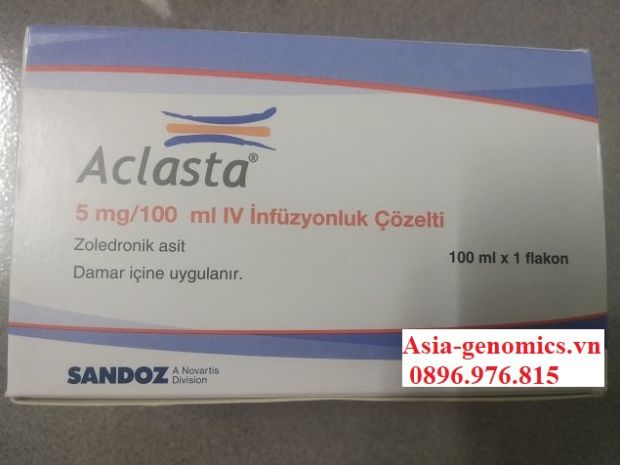 Aclasta®
5 mg/100 ml IV İnfüzyonluk Çözelti
Zoledronik asit
100 ml x 1 flakon
Damar içine uygulanır.
SANDOZ A Novartis
Division
Asia-genomics.vn
0896.976.815